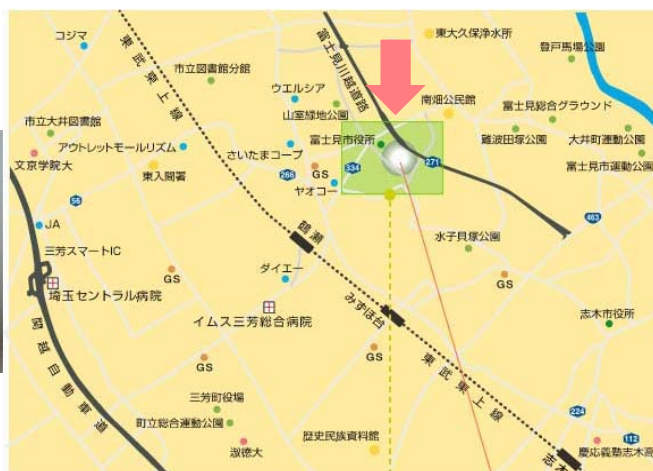 コジマ
東武東上線
富士見川越道路
東大久保浄水所
登戸馬場公園
市立図書館分館
ウエルシア
山室緑地公園
南畑公民館
富士見総合グラウンド
市立大井図書館
アウトレットモールリズム
さいたまコープ
富士見市役所
難波田塚公園
大井町運動公園
文京学院大
東入間署
266
GS
334
271
富士見市運動公園
ヤオコー
56
JA
鶴瀬
水子貝塚公園
463
三芳スマートIC
ダイエー
GS
GS
埼玉セントラル病院
イムス三芳総合病院
みずほ台
志木市役所
関越自動車道
GS
GS
東武東上線
三芳町役場
町立総合運動公園
224
淑徳大
歴史民族資料館
志木
112
慶応義塾志木高